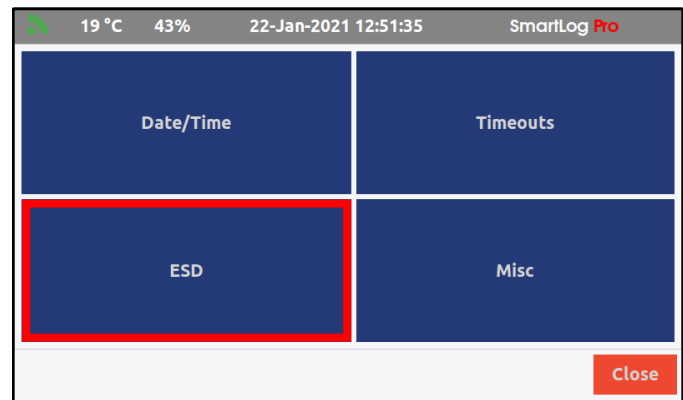 19 °C 43% 22-Jan-2021 12:51:35 SmartLog Pro
Date/Time Timeouts
ESD Misc
Close